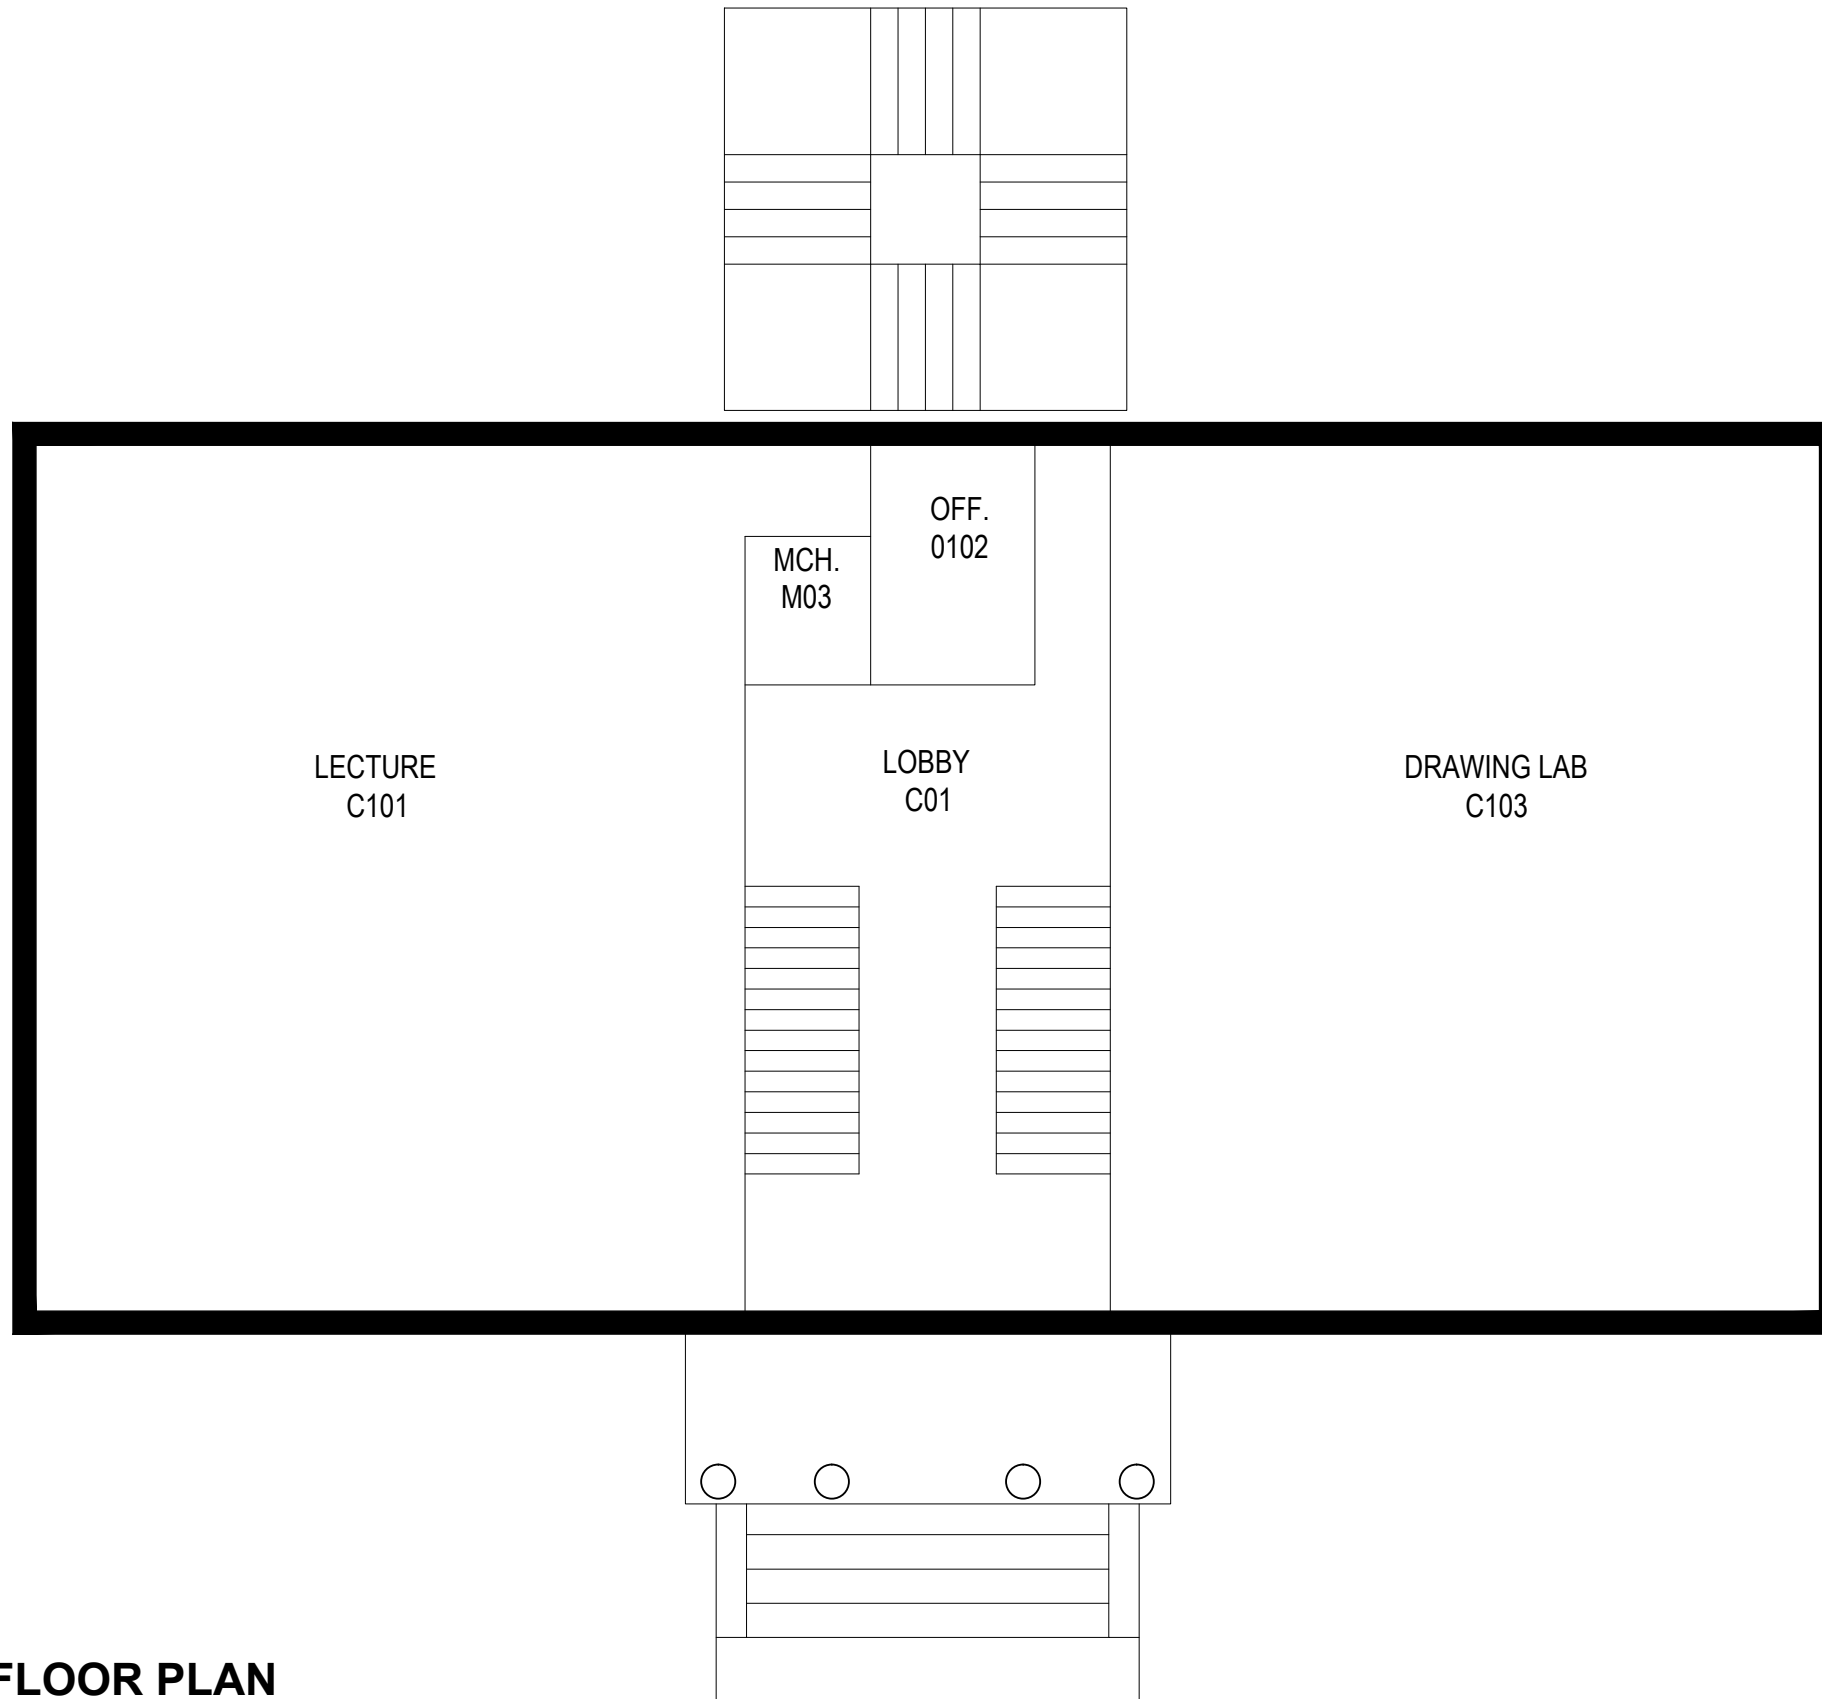 OFF.
0102
MCH.
M03
LECTURE
C101
LOBBY
C01
DRAWING LAB
C103
FLOOR PLAN